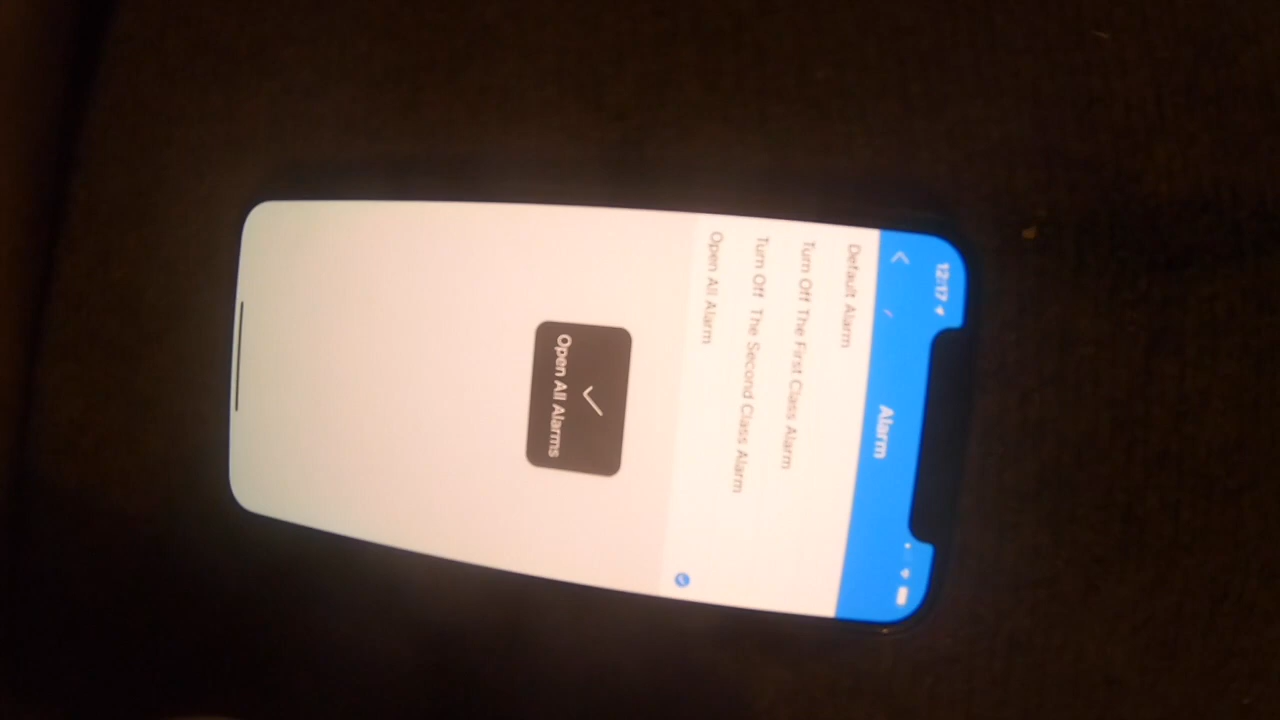 12:17
Alarm
Default Alarm
Turn Off The First Class Alarm
Turn Off The Second Class Alarm
Open All Alarm
Open All Alarms